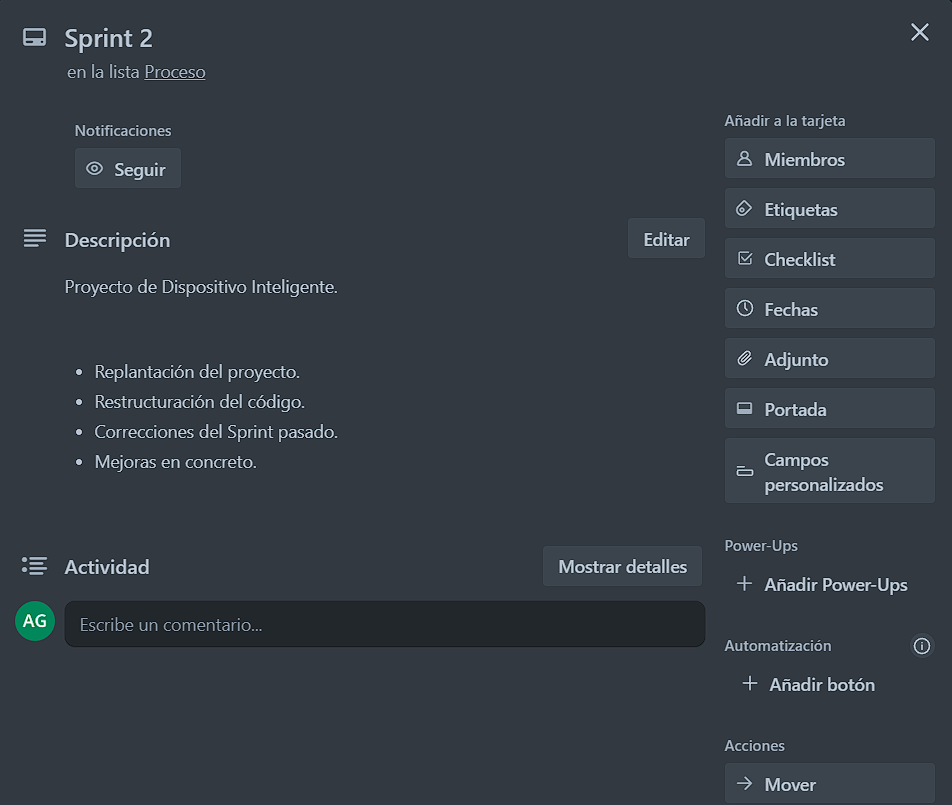 Sprint 2
en la lista Proceso
Notificaciones
Seguir
Descripción
Editar
Proyecto de Dispositivo Inteligente.
Replantación del proyecto.
Restructuración del código.
Correcciones del Sprint pasado.
Mejoras en concreto.
Actividad
Mostrar detalles
AG
Escribe un comentario...
Añadir a la tarjeta
Miembros
Etiquetas
Checklist
Fechas
Adjunto
Portada
Campos
personalizados
Power-Ups
Añadir Power-Ups
Automatización
Añadir botón
Acciones
Mover